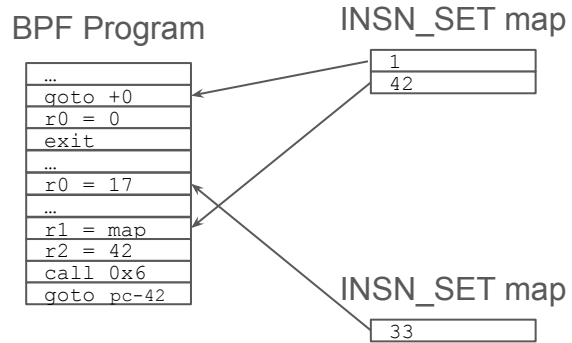 BPF Program
…
goto +0
r0 = 0
exit
…
r0 = 17
…
r1 = map
r2 = 42
call 0x6
goto pc-42
INSN_SET map
1
42
INSN_SET map
33